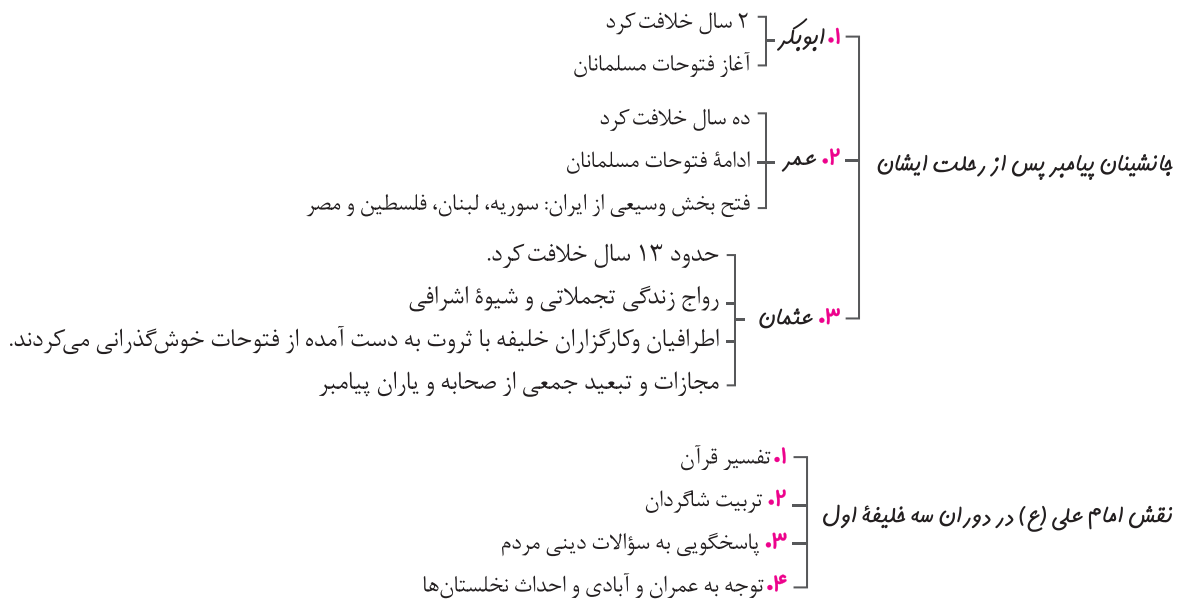 جانشینان پیامبر پس از رحلت ایشان
۱. ابوبکر
۲ سال خلافت کرد
آغاز فتوحات مسلمانان
۲. عمر
ده سال خلافت کرد
ادامۀ فتوحات مسلمانان
فتح بخش وسیعی از ایران: سوریه، لبنان، فلسطین و مصر
۳. عثمان
حدود ۱۳ سال خلافت کرد.
رواج زندگی تجملاتی و شیوۀ اشرافی
اطرافیان وکارگزاران خلیفه با ثروت به دست آمده از فتوحات خوش‌گذرانی می‌کردند.
مجازات و تبعید جمعی از صحابه و یاران پیامبر
نقش امام علی (ع) در دوران سه خلیفۀ اول
۱. تفسیر قرآن
۲. تربیت شاگردان
۳. پاسخگویی به سؤالات دینی مردم
۴. توجه به عمران و آبادی و احداث نخلستان‌ها